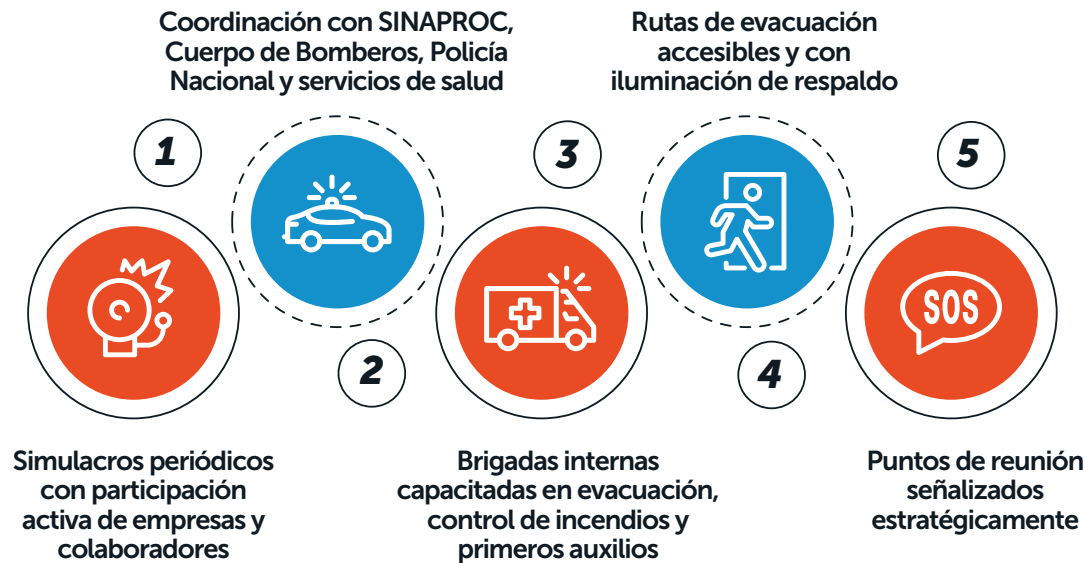 1
Simulacros periódicos
con participación
activa de empresas y
colaboradores
Coordinación con SINAPROC,
Cuerpo de Bomberos, Policía
Nacional y servicios de salud
2
3
Brigadas internas
capacitadas en evacuación,
control de incendios y
primeros auxilios
Rutas de evacuación
accesibles y con
iluminación de respaldo
4
5
SOS
Puntos de reunión
señalizados
estratégicamente